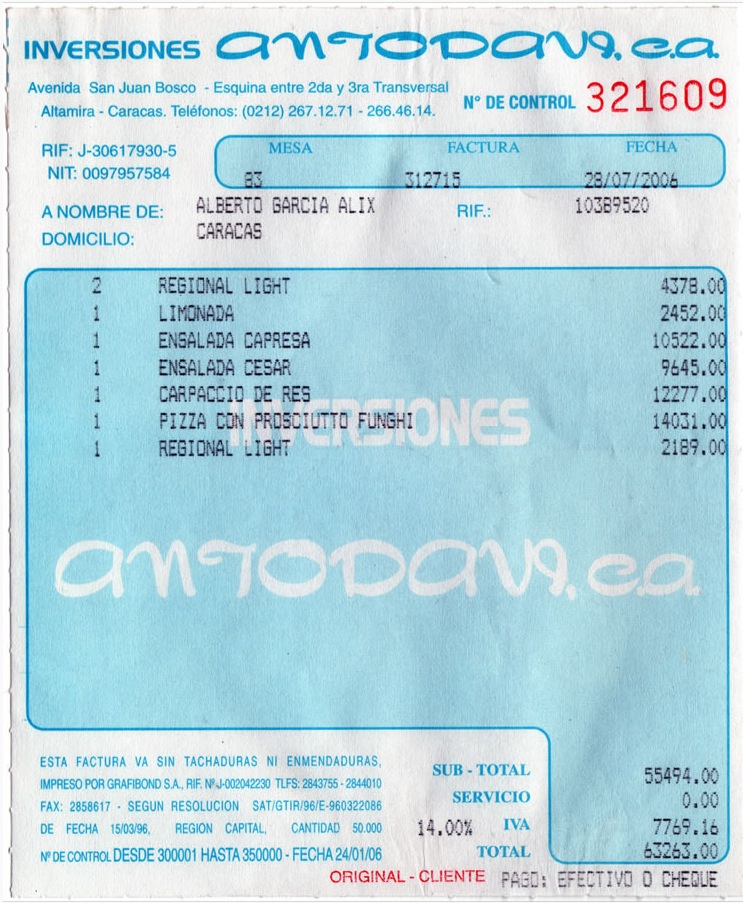 INVERSIONES ANTODAVI, c.a.
Avenida San Juan Bosco - Esquina entre 2da y 3ra Transversal
Altamira - Caracas. Teléfonos: (0212) 267.12.71 - 266.46.14.
N° DE CONTROL 321609
RIF: J-30617930-5
NIT: 0097957584
MESA FACTURA FECHA
83 312715 28/07/2006
A NOMBRE DE: ALBERTO GARCIA ALIX RIF.: 10389520
DOMICILIO: CARACAS
2 REGIONAL LIGHT 4378.00
1 LIMONADA 2452.00
1 ENSALADA CAPRESA 10522.00
1 ENSALADA CESAR 9645.00
1 CARPACCIO DE RES 12277.00
1 PIZZA CON PROSCIUTTO FUNGHI 14031.00
1 REGIONAL LIGHT 2189.00
INVERSIONES
ANTODAVI, c.a.
ESTA FACTURA VA SIN TACHADURAS NI ENMENDADURAS,
IMPRESO POR GRAFIBOND S.A., RIF. Nº J-002042230 TLFS: 2843755 - 2844010
FAX: 2858617 - SEGUN RESOLUCION SAT/GTIR/96/E-960322086
DE FECHA 15/03/96, REGION CAPITAL, CANTIDAD 50.000
Nº DE CONTROL DESDE 300001 HASTA 350000 - FECHA 24/01/06
SUB - TOTAL 55494.00
SERVICIO 0.00
14.00% IVA 7769.16
TOTAL 63263.00
ORIGINAL - CLIENTE PAGO: EFECTIVO O CHEQUE